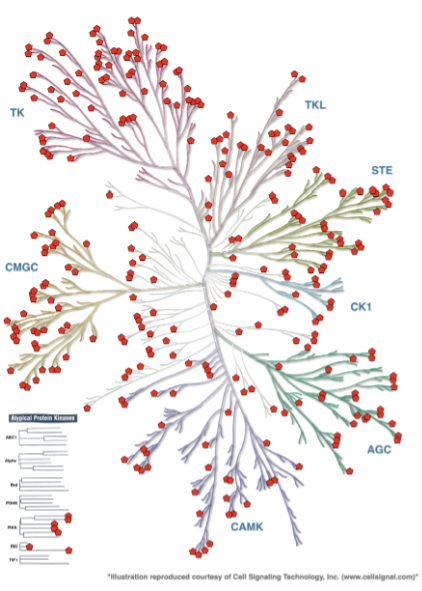 TK
TKL
STE
CMGC
CK1
AGC
CAMK
Atypical Protein Kinases
ABC1
Alpha
Brd
PDHK
PIKK
RIO
TIF1
"Illustration reproduced courtesy of Cell Signaling Technology, Inc. (www.cellsignal.com)"